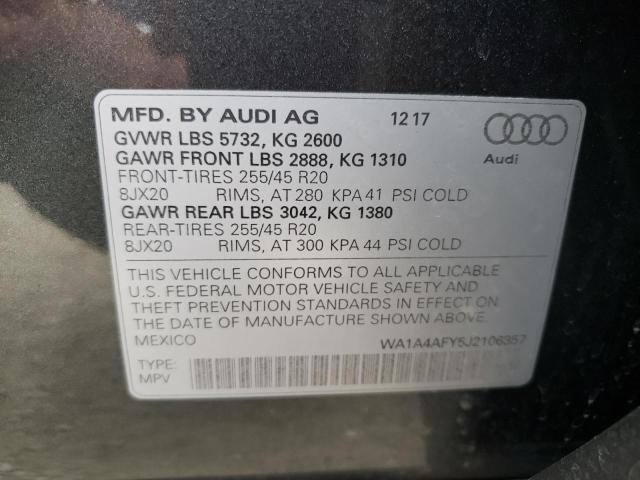 MFD. BY AUDI AG 12 17
GVWR LBS 5732, KG 2600
GAWR FRONT LBS 2888, KG 1310
FRONT-TIRES 255/45 R20
8JX20 RIMS, AT 280 KPA 41 PSI COLD
GAWR REAR LBS 3042, KG 1380
REAR-TIRES 255/45 R20
8JX20 RIMS, AT 300 KPA 44 PSI COLD
Audi
THIS VEHICLE CONFORMS TO ALL APPLICABLE
U.S. FEDERAL MOTOR VEHICLE SAFETY AND
THEFT PREVENTION STANDARDS IN EFFECT ON
THE DATE OF MANUFACTURE SHOWN ABOVE.
MEXICO WA1A4AFY5J2106357
TYPE:
MPV